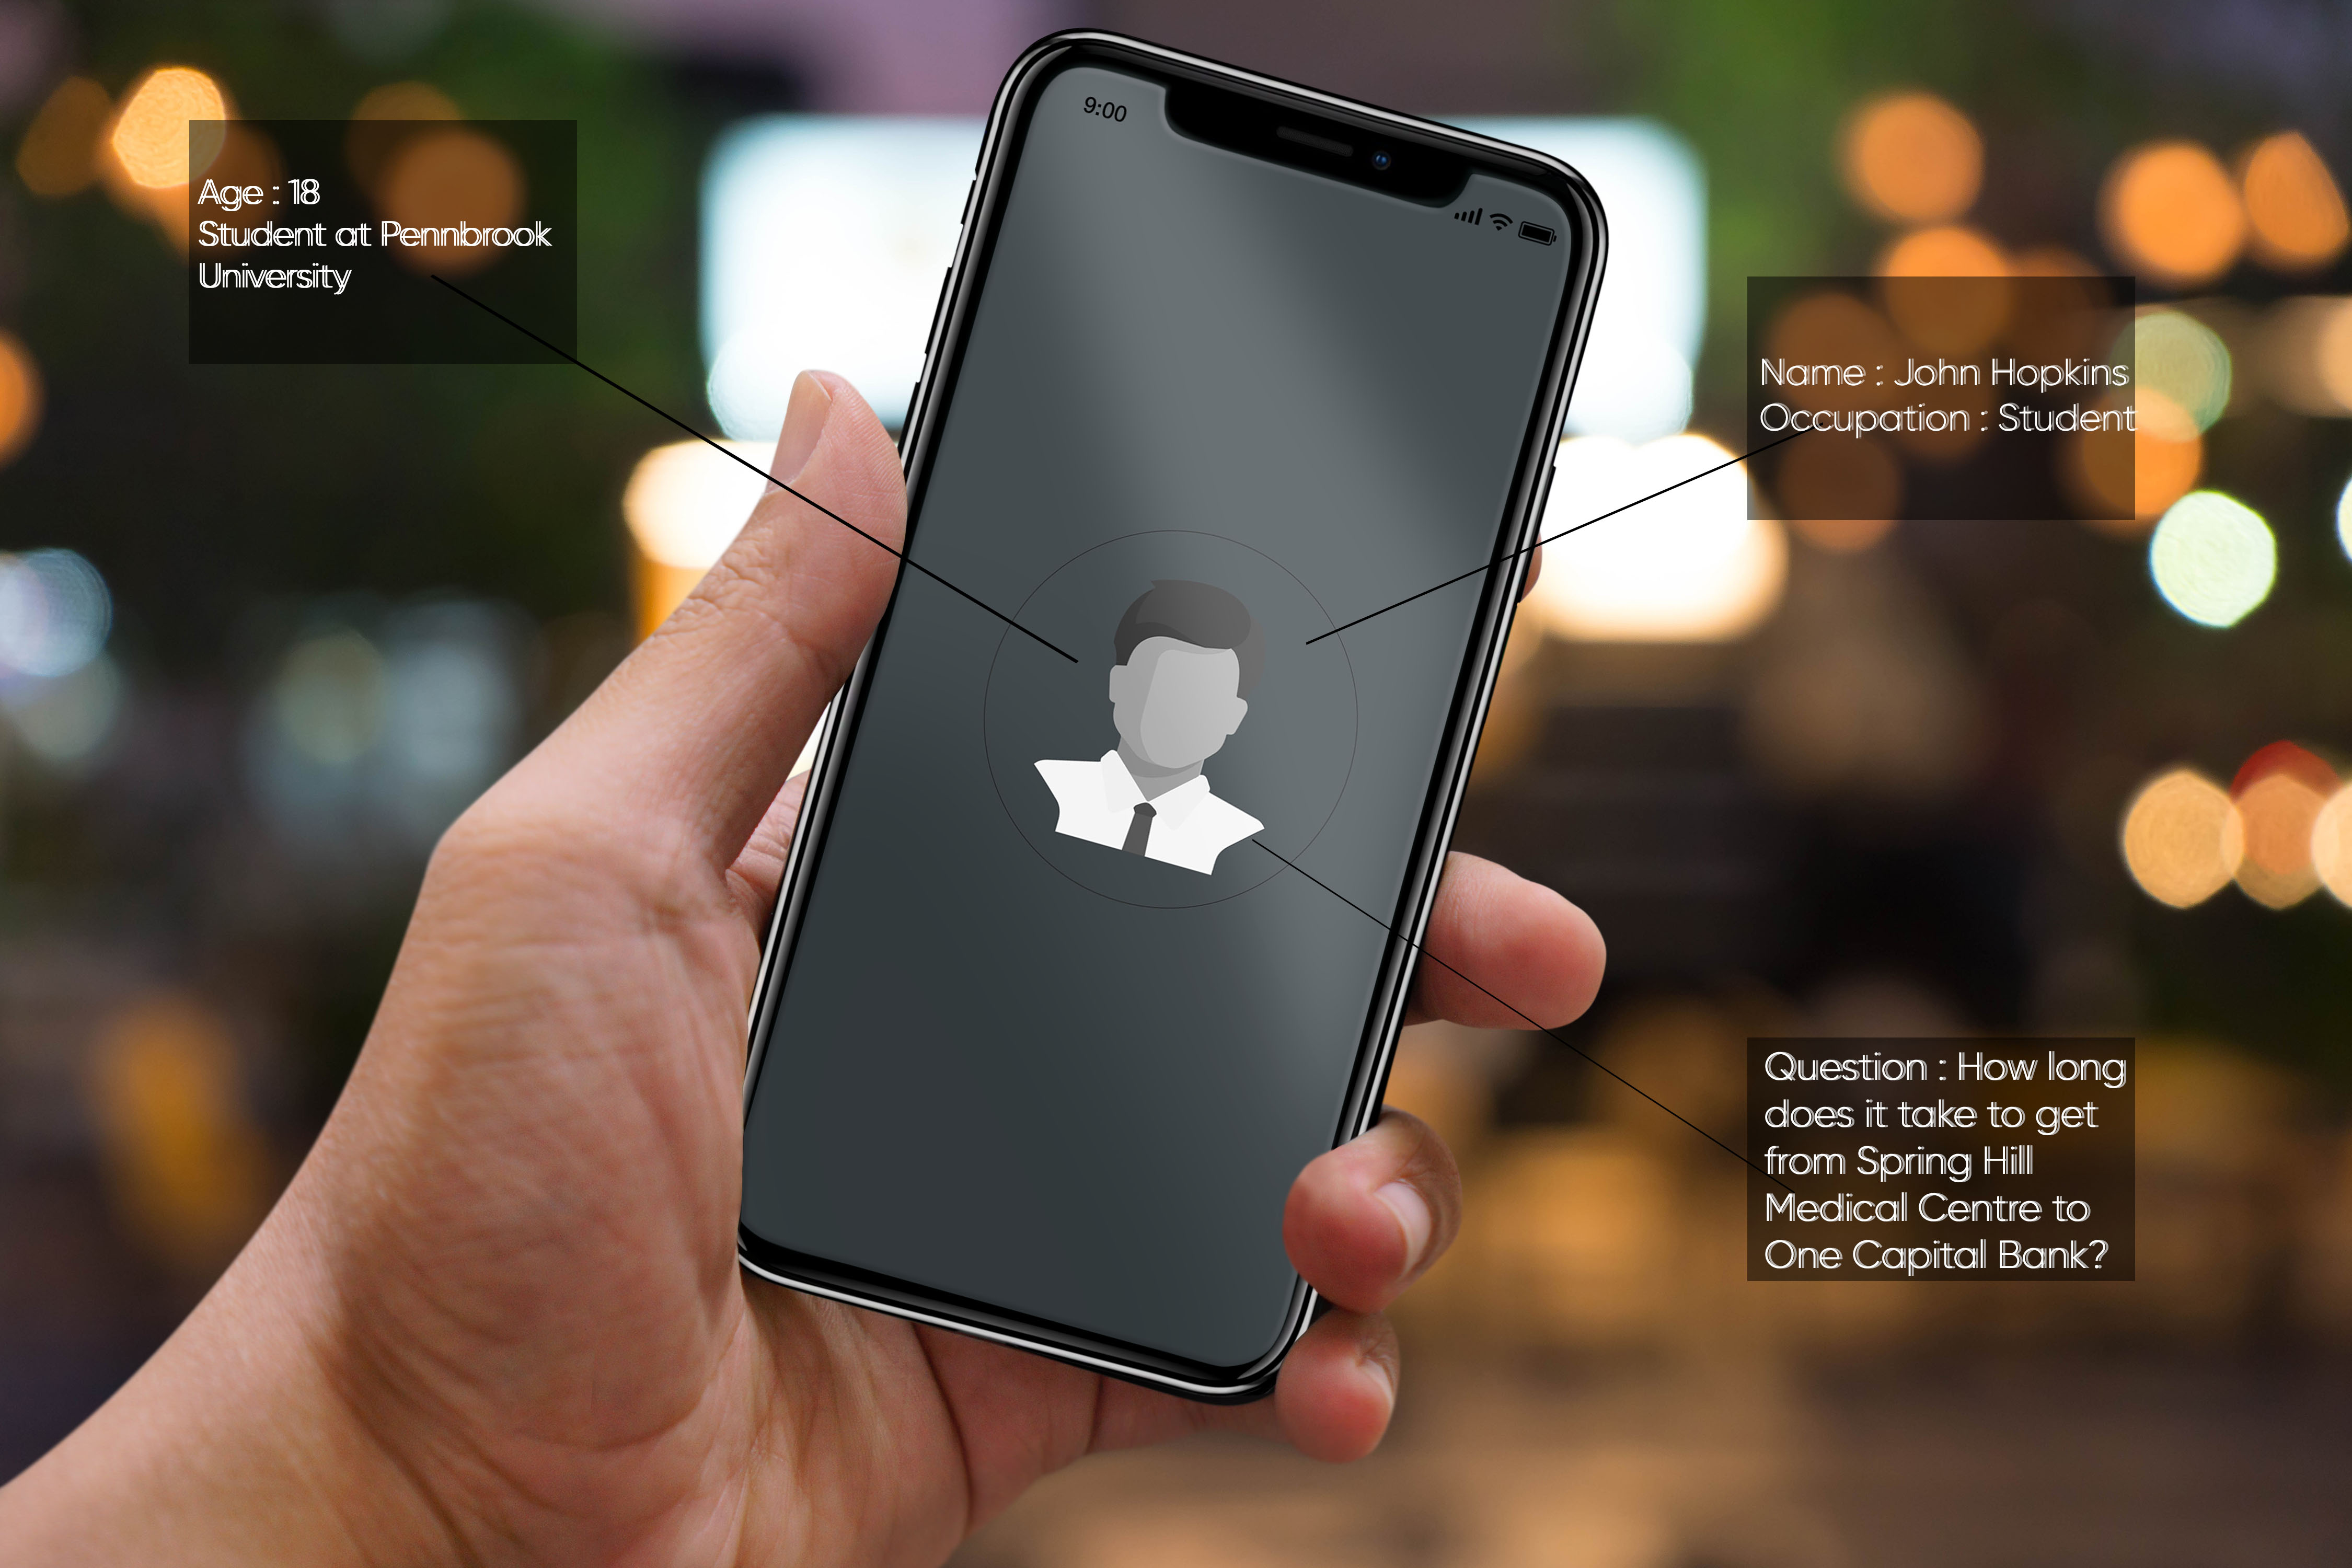 9:00
Age : 18
Student at Pennbrook
University
Name : John Hopkins
Occupation : Student
Question : How long
does it take to get
from Spring Hill
Medical Centre to
One Capital Bank?